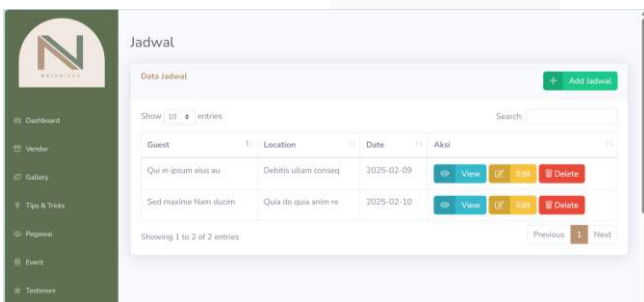 Jadwal
Data Jadwal
+ Add Jadwal
Show 10 entries
Search:
Guest Location Date Aksi
Qui in ipsum eius au Debitis ullam conseq 2025-02-09 View Edit Delete
Sed maxime Nam ducim Quia do quia anim re 2025-02-10 View Edit Delete
Showing 1 to 2 of 2 entries
Previous 1 Next
N
Dashboard
Vendor
Gallery
Tips & Tricks
Pegawai
Event
Testimoni